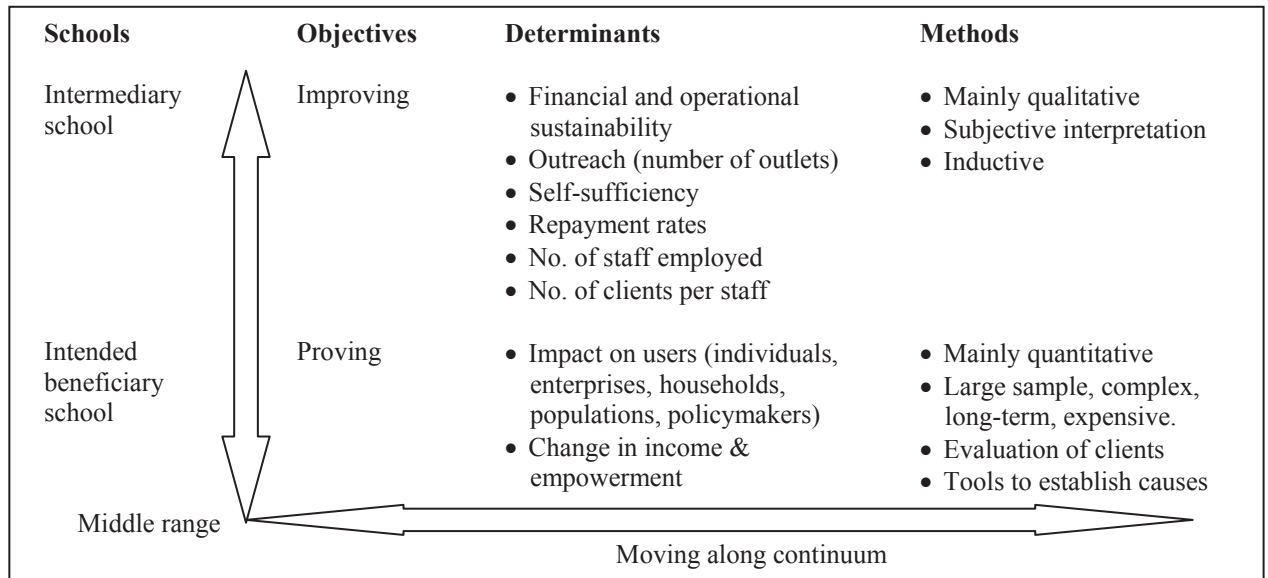 Schools Objectives Determinants Methods
Intermediary
school
Improving
• Financial and operational
sustainability
• Outreach (number of outlets)
• Self-sufficiency
• Repayment rates
• No. of staff employed
• No. of clients per staff
• Mainly qualitative
• Subjective interpretation
• Inductive
Intended
beneficiary
school
Proving
• Impact on users (individuals,
enterprises, households,
populations, policymakers)
• Change in income &
empowerment
• Mainly quantitative
• Large sample, complex,
long-term, expensive.
• Evaluation of clients
• Tools to establish causes
Middle range
Moving along continuum